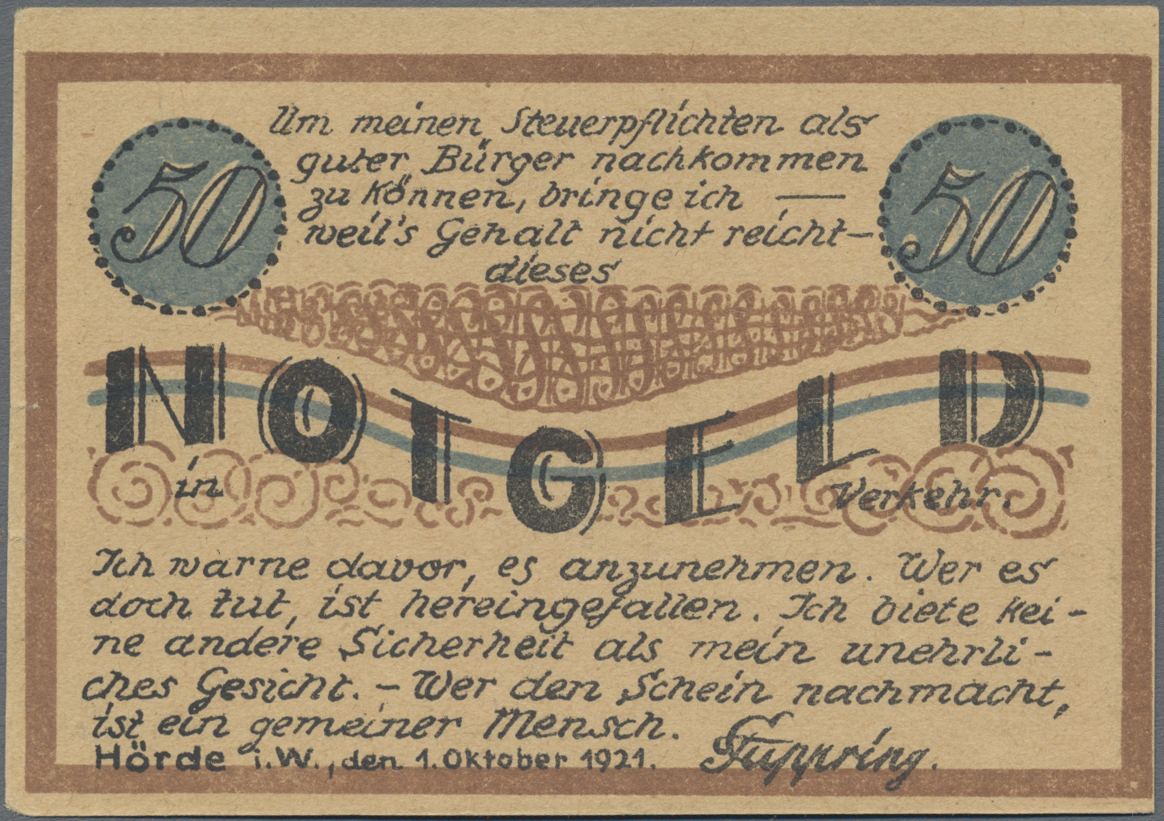 Um meinen Steuerpflichten als
50 guter Bürger nachkommen 50
zu können, bringe ich —
weil's Gehalt nicht reicht—
dieses
NOTGELD
in Verkehr.
Ich warne davor, es anzunehmen. Wer es
doch tut, ist hereingefallen. Ich biete kei-
ne andere Sicherheit als mein unehrli-
ches Gesicht. – Wer den Schein nachmacht,
ist ein gemeiner Mensch.
Hörde i.W., den 1. Oktober 1921. Tuppring.